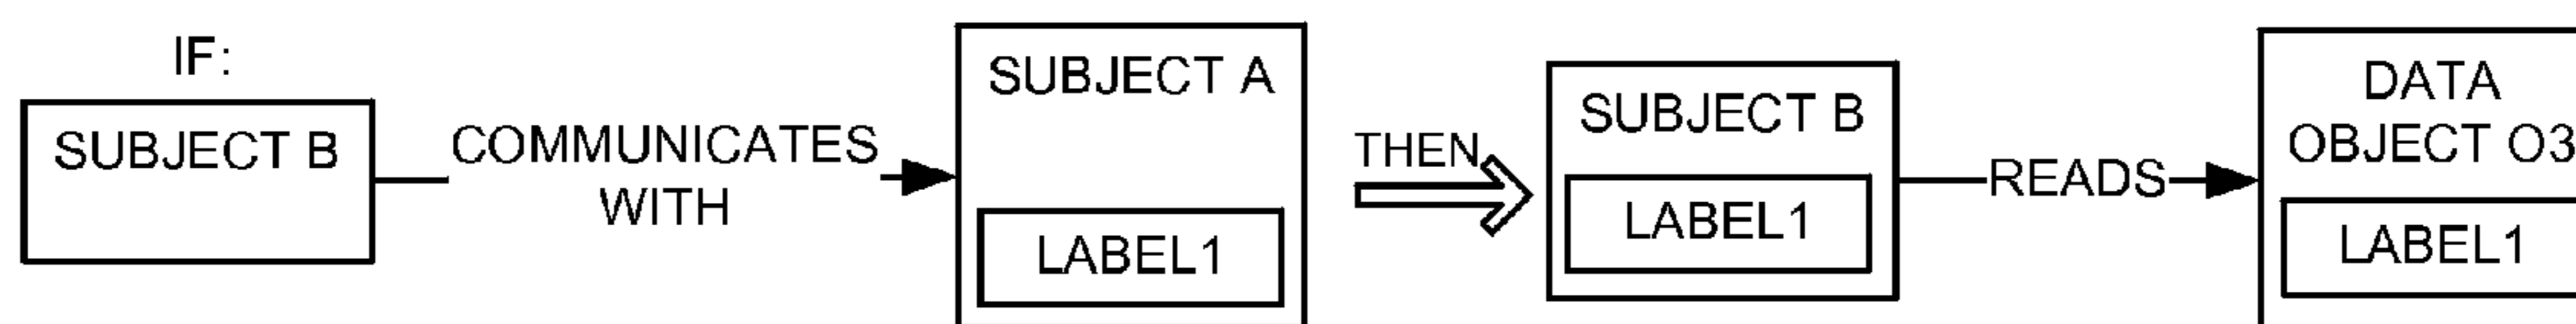 IF:
SUBJECT B
COMMUNICATES
WITH
SUBJECT A
LABEL1
THEN
SUBJECT B
LABEL1
READS
DATA
OBJECT O3
LABEL1